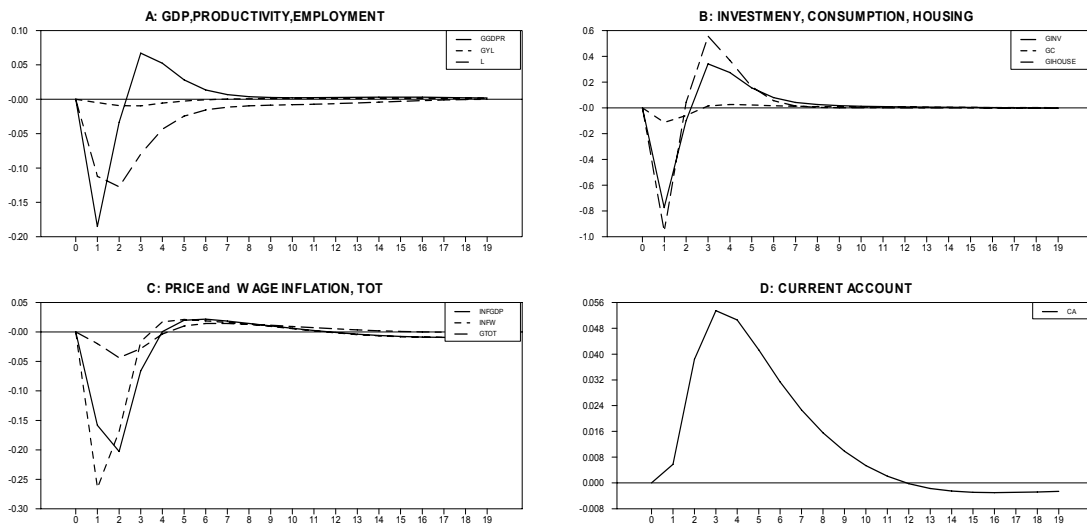 A: GDP,PRODUCTIVITY,EMPLOYMENT
0.10
0.05
-0.00
-0.05
-0.10
-0.15
-0.20
GGDPR
GYL
L
0 1 2 3 4 5 6 7 8 9 10 11 12 13 14 15 16 17 18 19
B: INVESTMENY, CONSUMPTION, HOUSING
0.6
0.4
0.2
-0.0
-0.2
-0.4
-0.6
-0.8
-1.0
GINV
GC
GIHOUSE
0 1 2 3 4 5 6 7 8 9 10 11 12 13 14 15 16 17 18 19
C: PRICE and WAGE INFLATION, TOT
0.05
-0.00
-0.05
-0.10
-0.15
-0.20
-0.25
-0.30
INFGDP
INFW
GTOT
0 1 2 3 4 5 6 7 8 9 10 11 12 13 14 15 16 17 18 19
D: CURRENT ACCOUNT
0.056
0.048
0.040
0.032
0.024
0.016
0.008
0.000
-0.008
CA
0 1 2 3 4 5 6 7 8 9 10 11 12 13 14 15 16 17 18 19